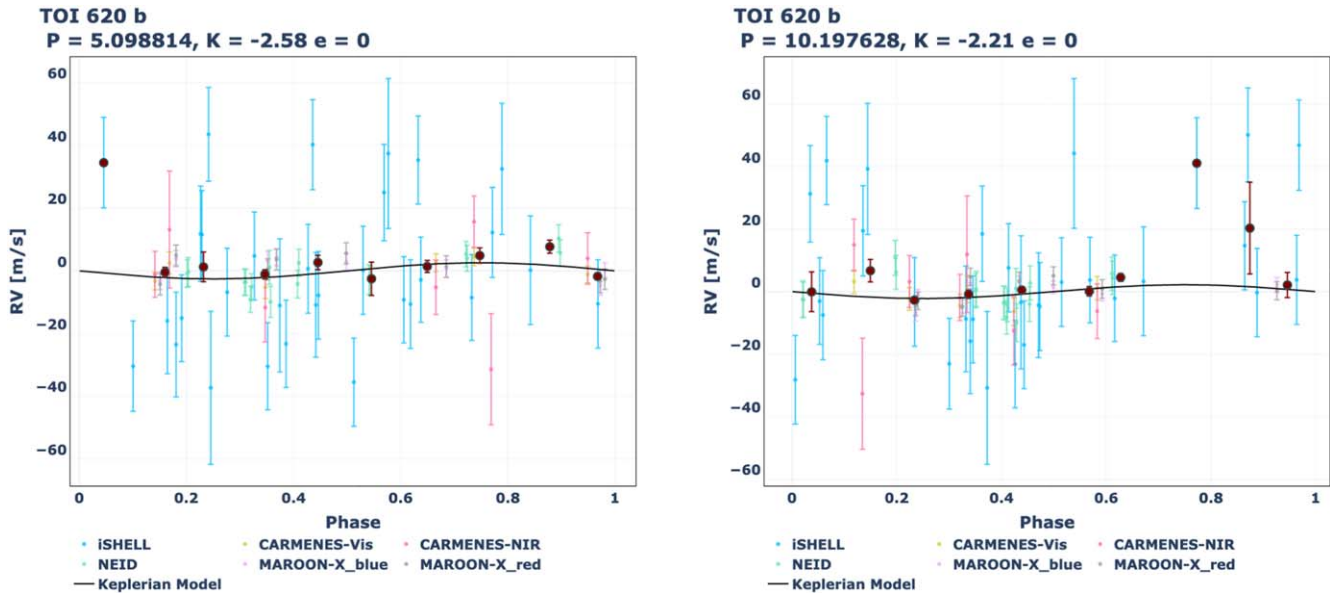 TOI 620 b
P = 5.098814, K = -2.58 e = 0
60
40
20
0
−20
−40
−60
RV [m/s]
0 0.2 0.4 0.6 0.8 1
Phase
iSHELL CARMENES-Vis CARMENES-NIR
NEID MAROON-X_blue MAROON-X_red
Keplerian Model
TOI 620 b
P = 10.197628, K = -2.21 e = 0
60
40
20
0
−20
−40
−60
RV [m/s]
0 0.2 0.4 0.6 0.8 1
Phase
iSHELL CARMENES-Vis CARMENES-NIR
NEID MAROON-X_blue MAROON-X_red
Keplerian Model